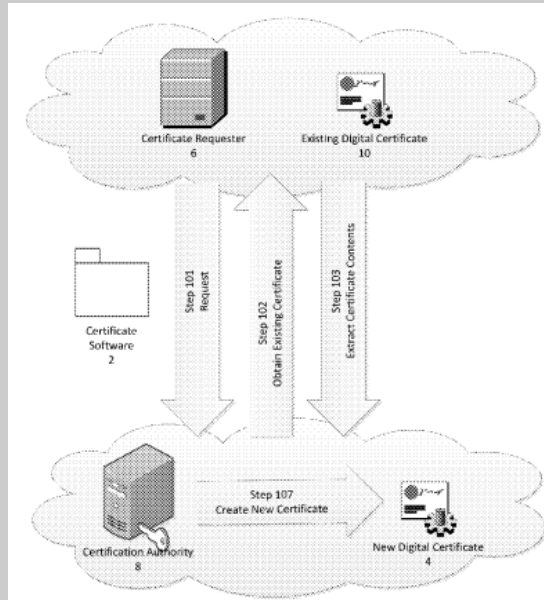 Certificate Requester
6
Existing Digital Certificate
10
Step 101
Request
Step 102
Obtain Existing Certificate
Step 103
Extract Certificate Contents
Certificate
Software
2
Step 107
Create New Certificate
Certification Authority
8
New Digital Certificate
4